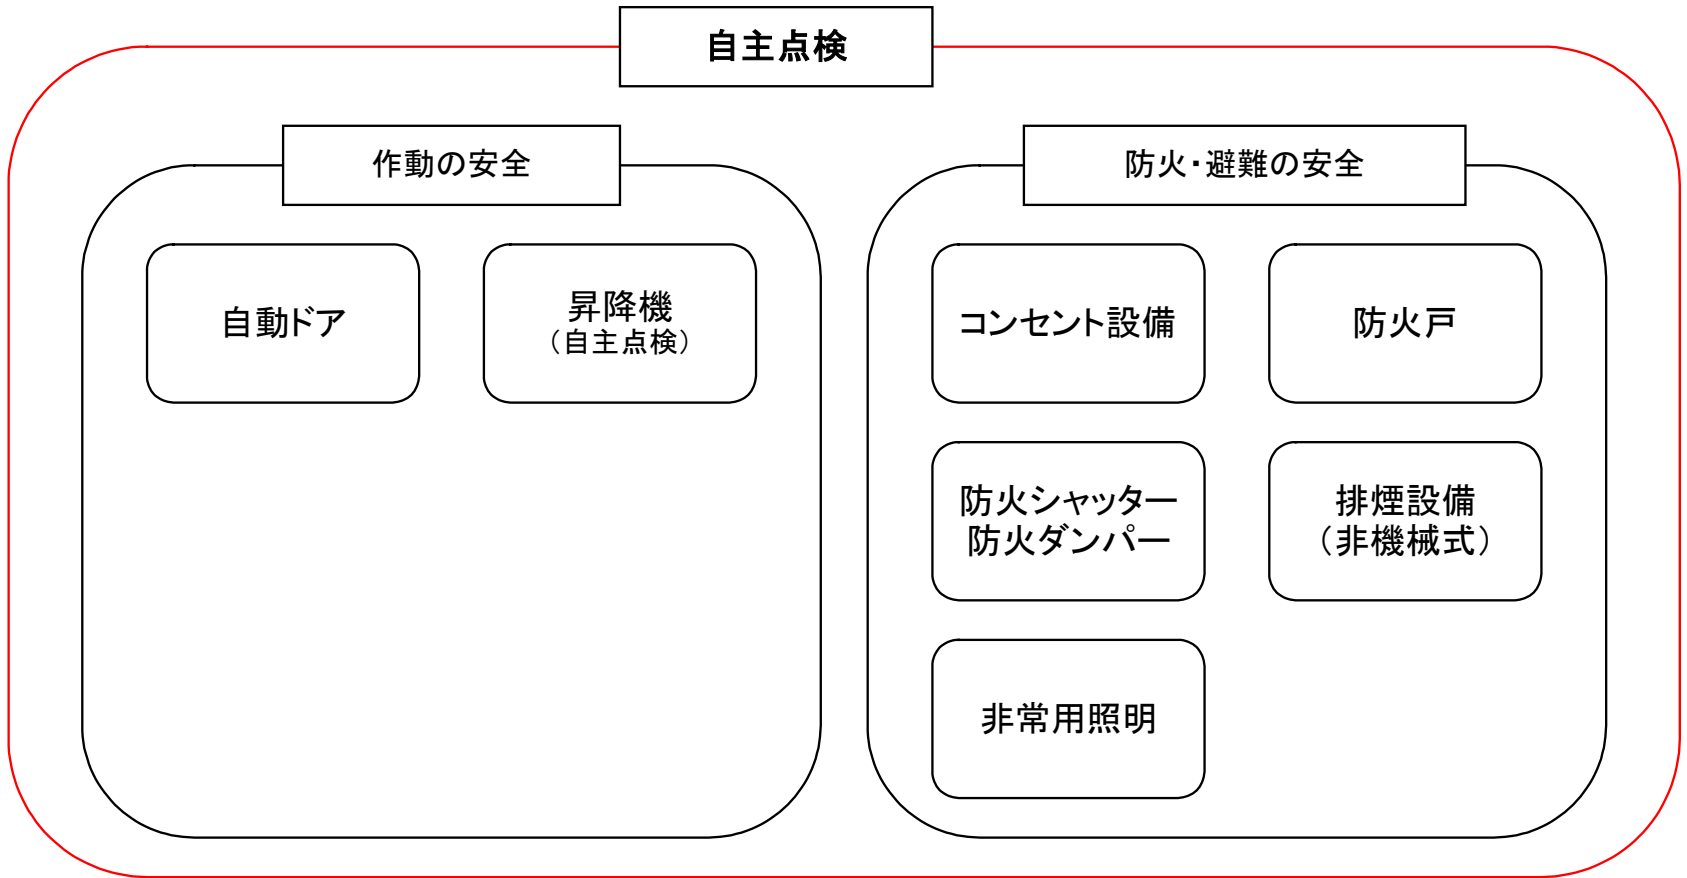 自主点検
作動の安全
自動ドア
昇降機
（自主点検）
防火・避難の安全
コンセント設備
防火戸
防火シャッター
防火ダンパー
排煙設備
（非機械式）
非常用照明